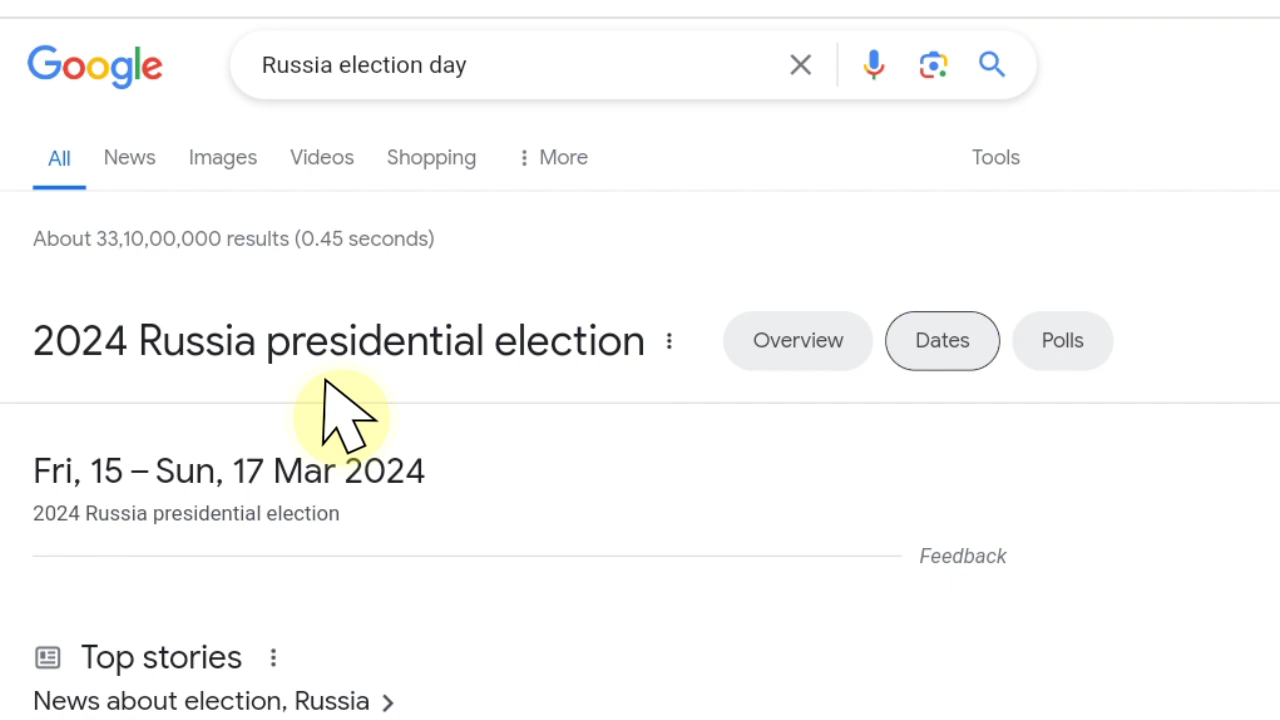 Google
Russia election day
All News Images Videos Shopping More Tools
About 33,10,00,000 results (0.45 seconds)
2024 Russia presidential election Overview Dates Polls
Fri, 15 – Sun, 17 Mar 2024
2024 Russia presidential election
Feedback
Top stories
News about election, Russia